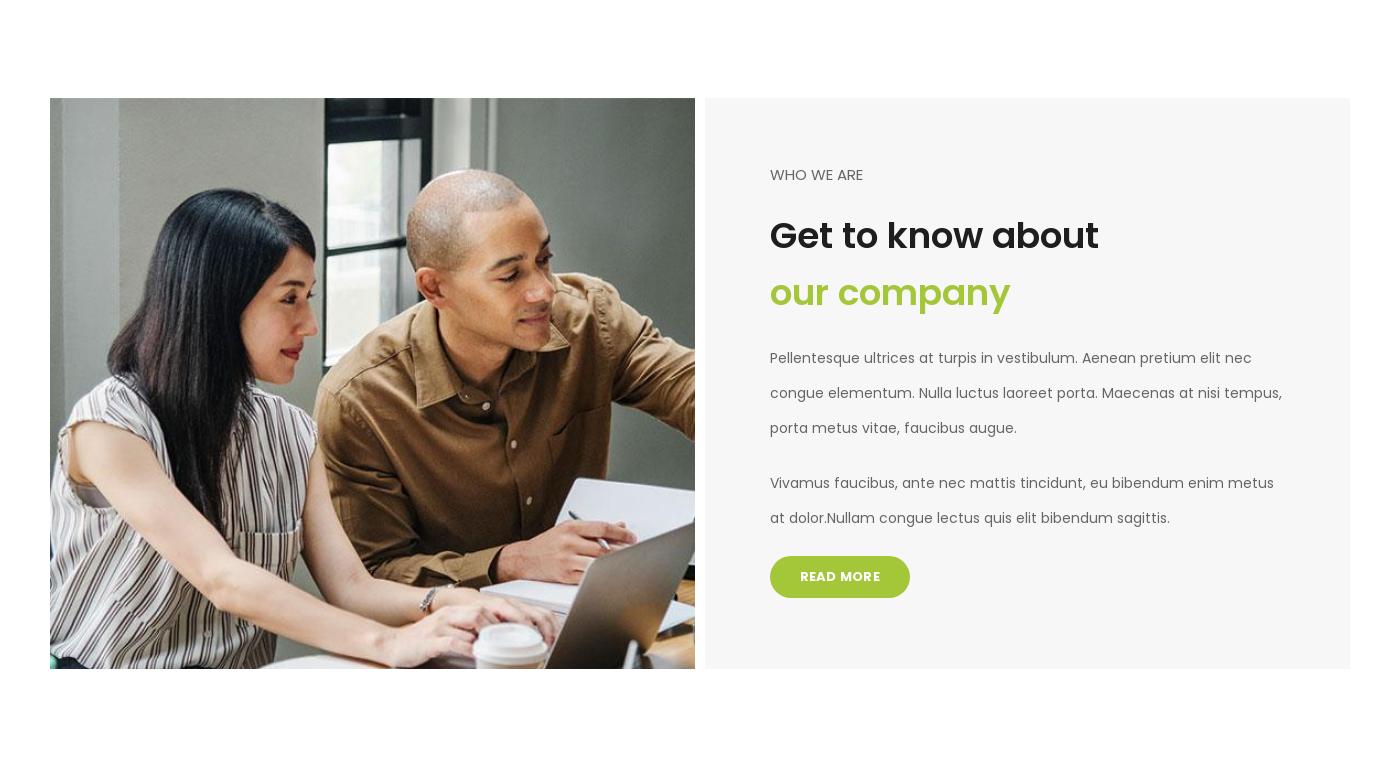 WHO WE ARE
Get to know about
our company
Pellentesque ultrices at turpis in vestibulum. Aenean pretium elit nec
congue elementum. Nulla luctus laoreet porta. Maecenas at nisi tempus,
porta metus vitae, faucibus augue.
Vivamus faucibus, ante nec mattis tincidunt, eu bibendum enim metus
at dolor.Nullam congue lectus quis elit bibendum sagittis.
READ MORE